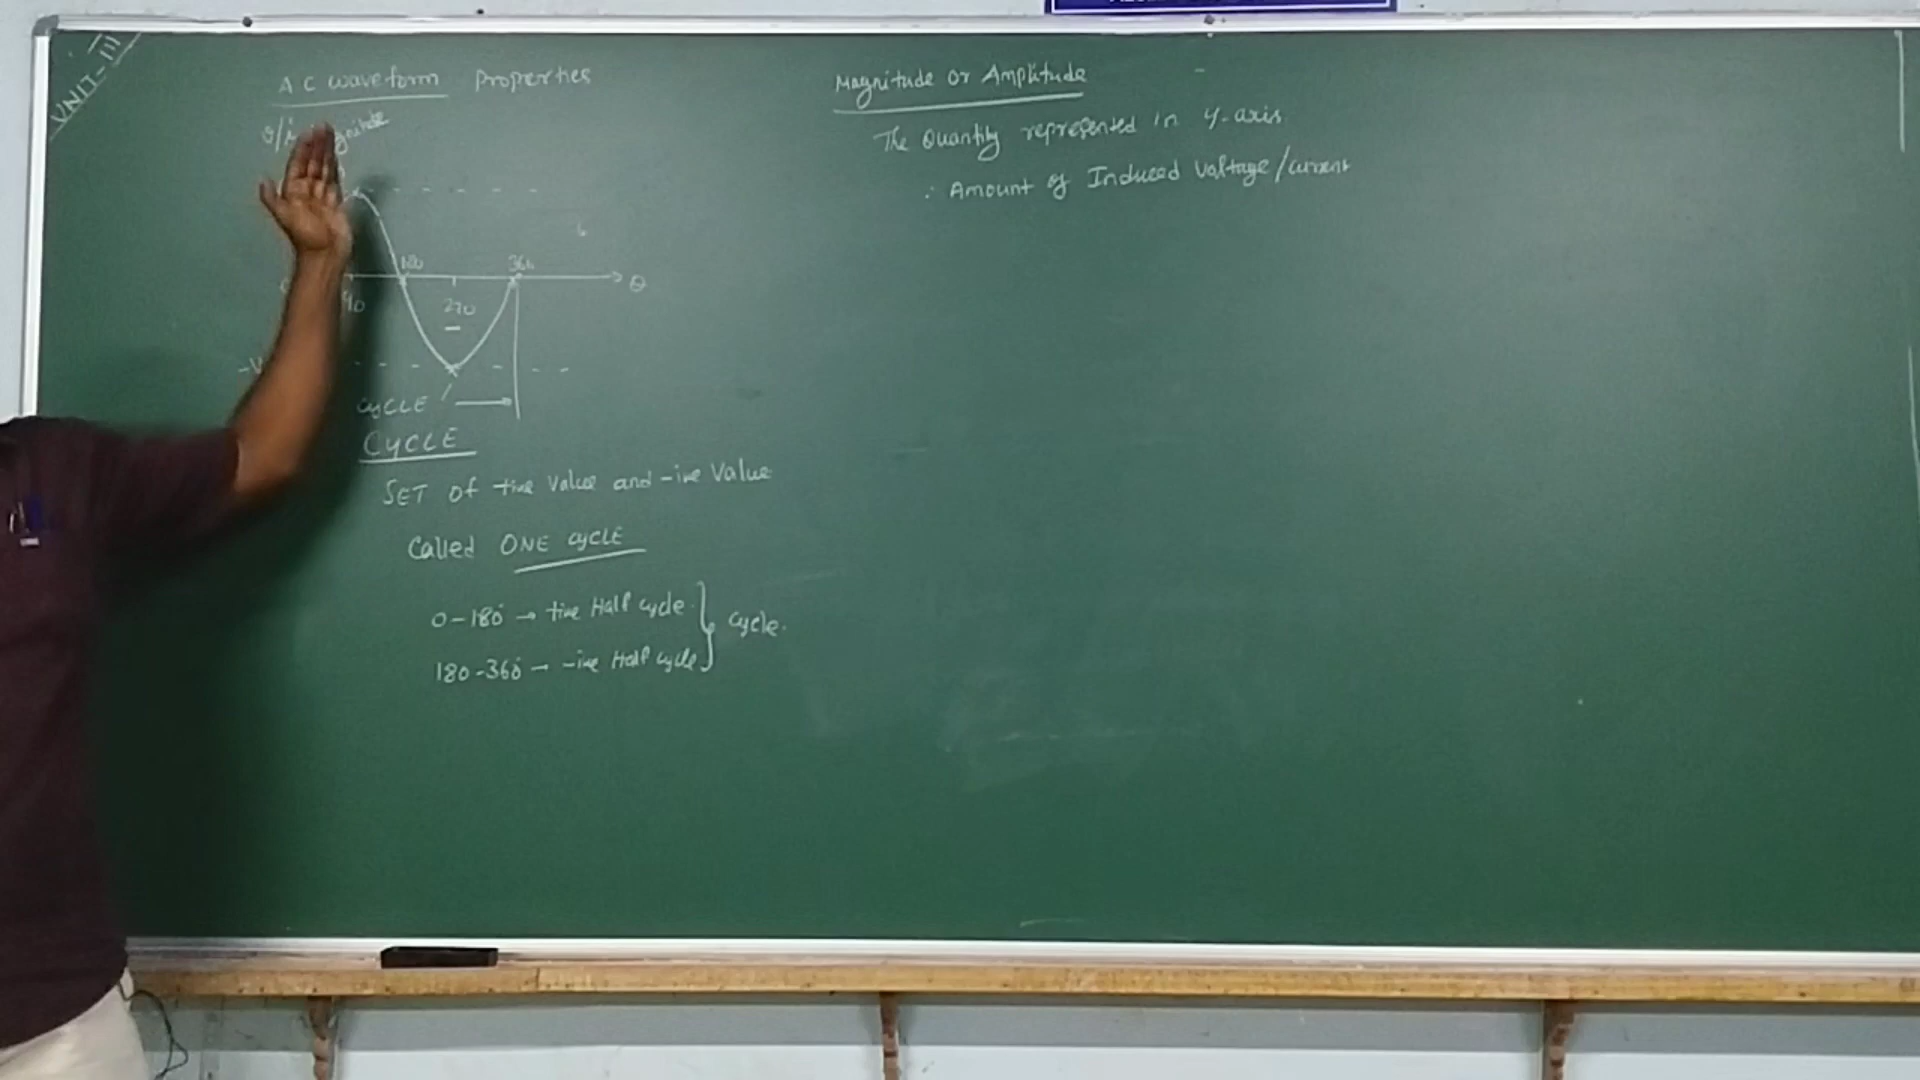 UNIT-III
AC waveform Properties
180
360
θ
90
270
-V
CYCLE
CYCLE
SET of +ive Value and -ive Value
Called ONE cycle
0-180° → +ive Half cycle
180-360° → -ive Half cycle
cycle.
Magnitude Or Amplitude
The Quantity represented in y-axis
∴ Amount of Induced Voltage/current